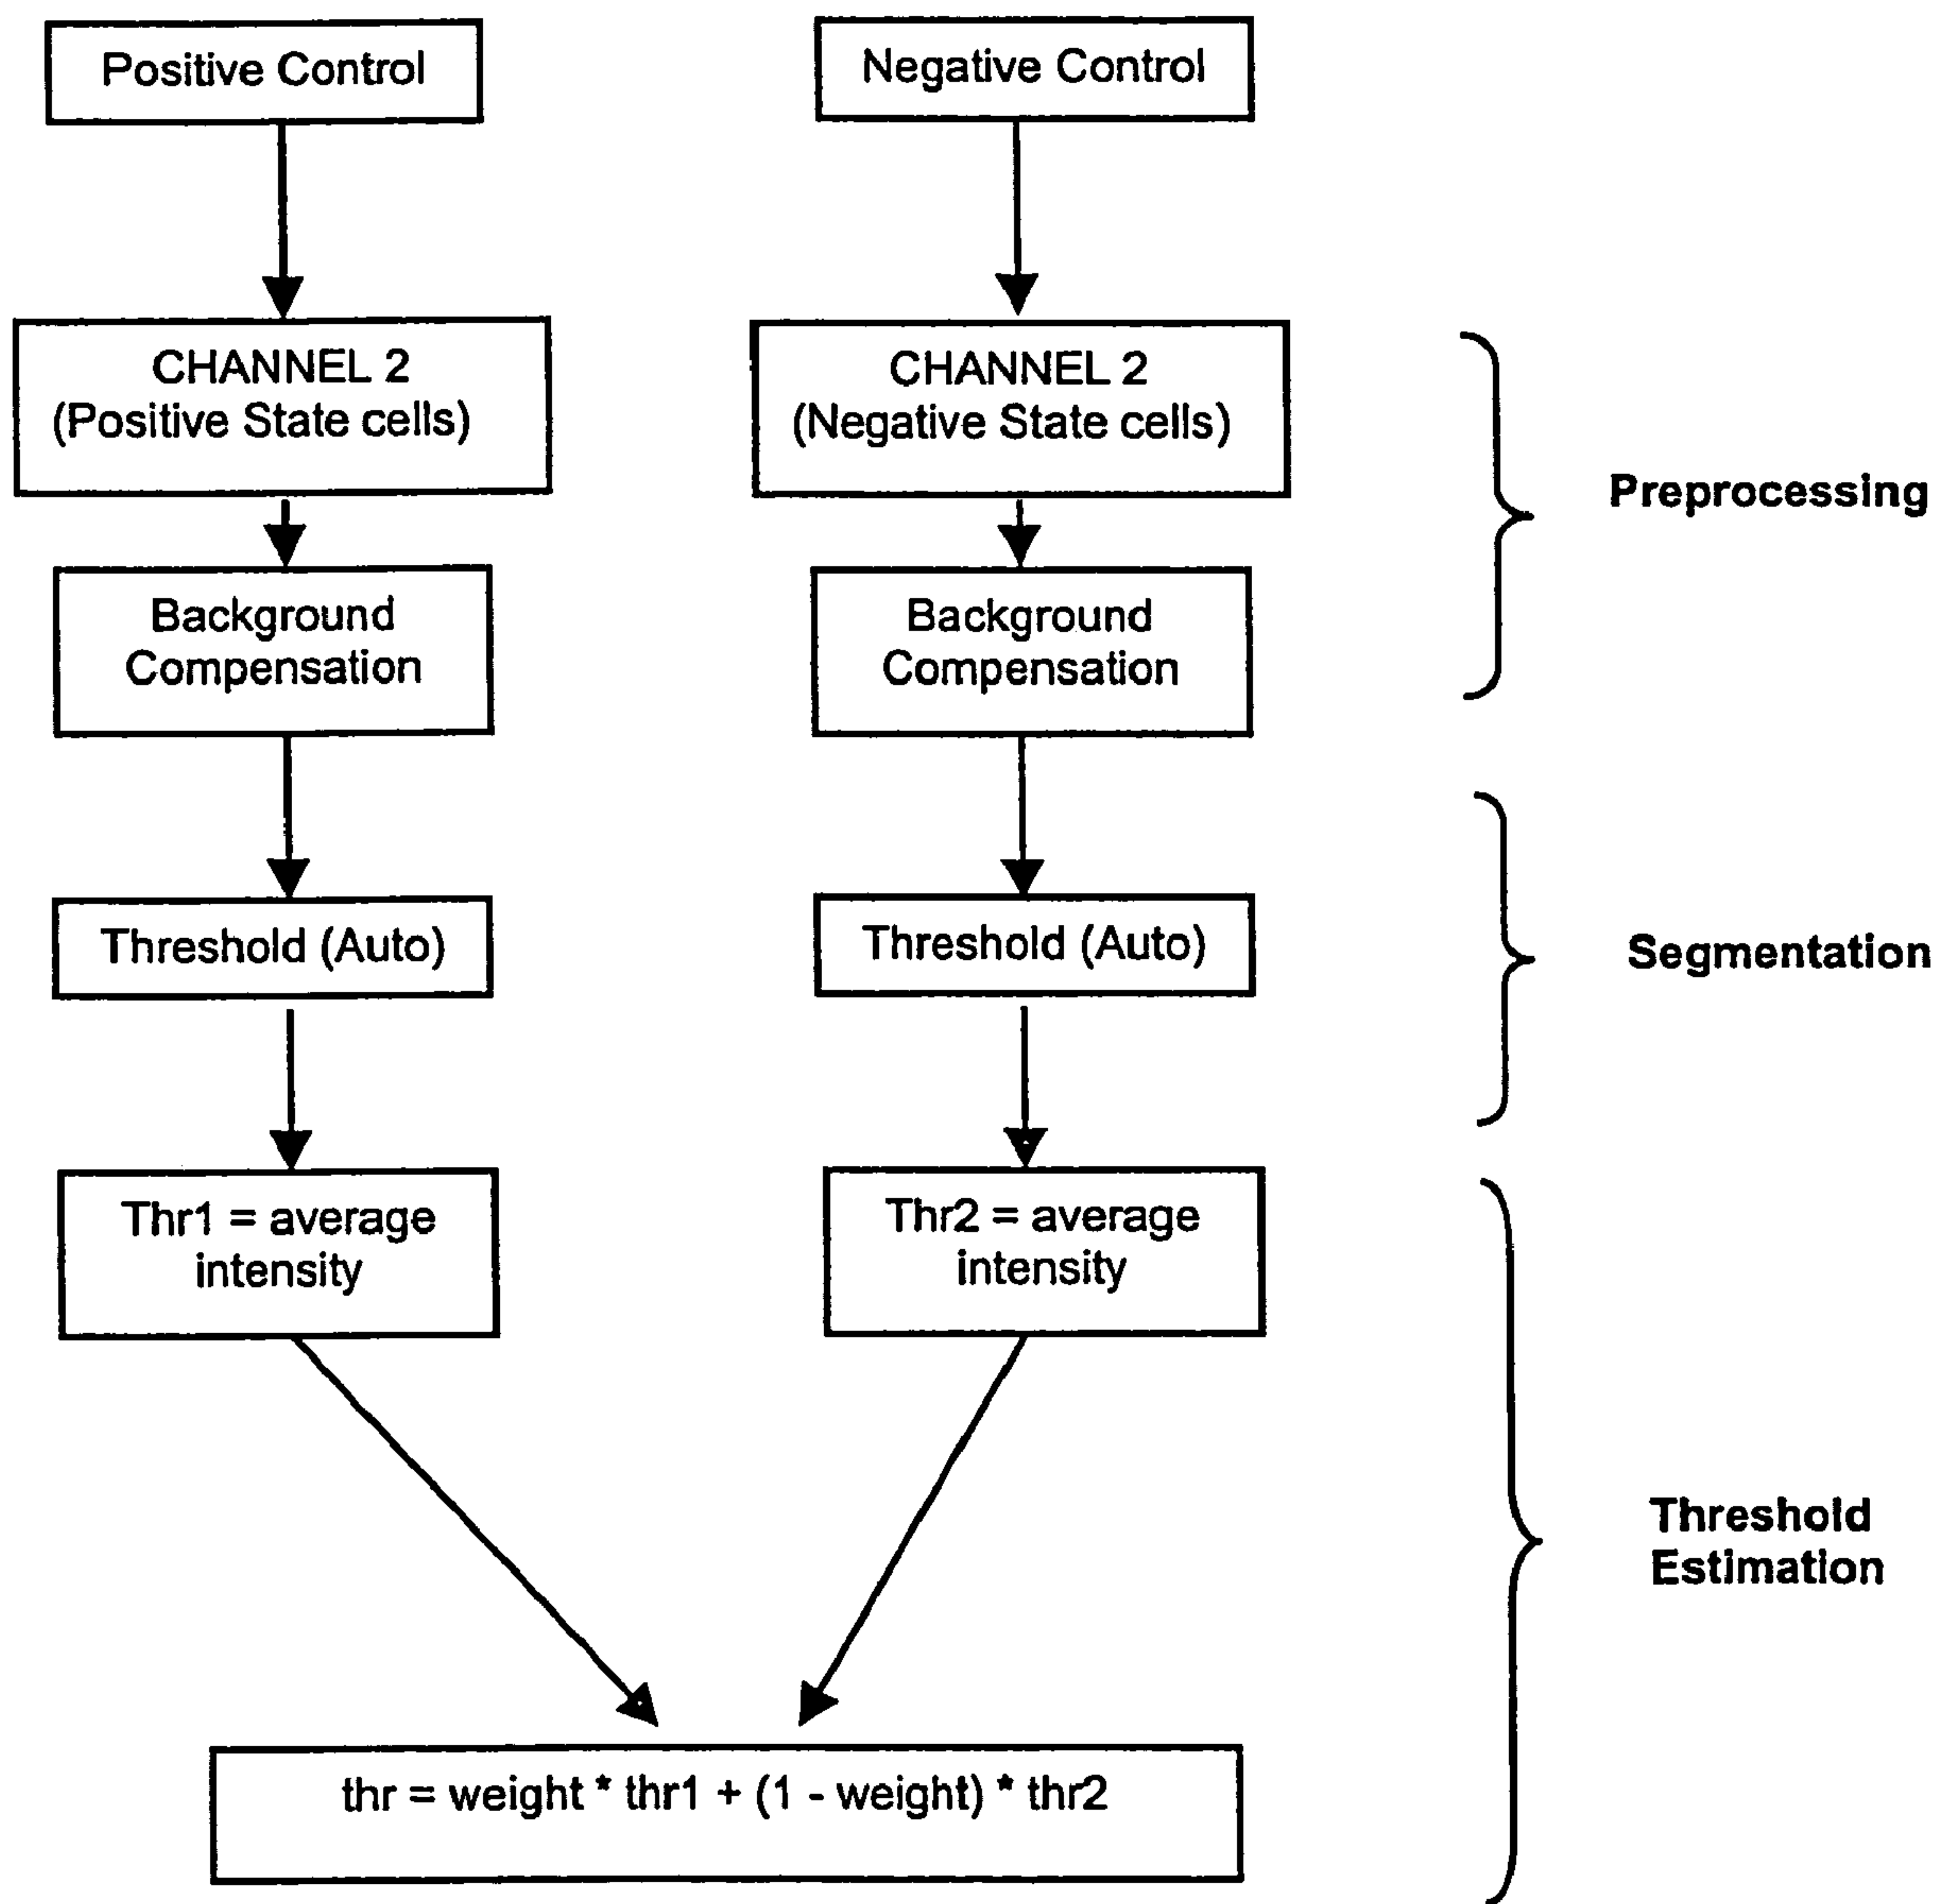 Positive Control
Negative Control
CHANNEL 2
(Positive State cells)
CHANNEL 2
(Negative State cells)
Preprocessing
Background
Compensation
Background
Compensation
Threshold (Auto)
Threshold (Auto)
Segmentation
Thr1 = average
intensity
Thr2 = average
intensity
Threshold
Estimation
thr = weight * thr1 + (1 - weight) * thr2